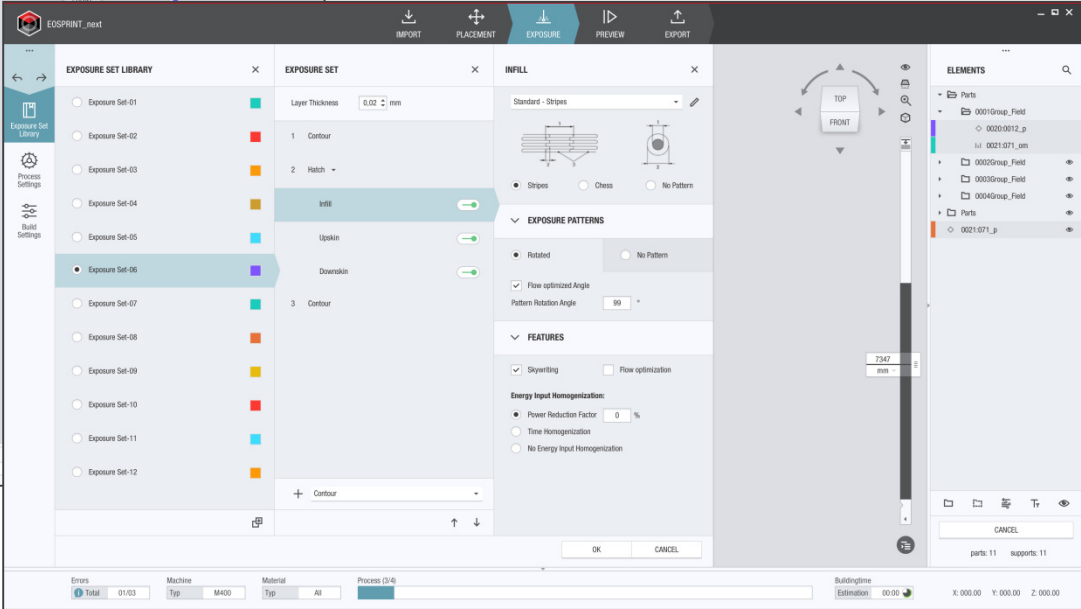 EOSPRINT_next
IMPORT
PLACEMENT
EXPOSURE
PREVIEW
EXPORT
Exposure Set
Library
Process
Settings
Build
Settings
EXPOSURE SET LIBRARY
Exposure Set-01
Exposure Set-02
Exposure Set-03
Exposure Set-04
Exposure Set-05
Exposure Set-06
Exposure Set-07
Exposure Set-08
Exposure Set-09
Exposure Set-10
Exposure Set-11
Exposure Set-12
EXPOSURE SET
Layer Thickness 0,02 mm
1 Contour
2 Hatch
Infill
Upskin
Downskin
3 Contour
Contour
INFILL
Standard - Stripes
1 1
2 3 2
Stripes Chess No Pattern
EXPOSURE PATTERNS
Rotated No Pattern
Flow optimized Angle
Pattern Rotation Angle 99 °
FEATURES
Skywriting Flow optimization
Energy Input Homogenization:
Power Reduction Factor 0 %
Time Homogenization
No Energy Input Homogenization
OK CANCEL
TOP
FRONT
7347
mm
ELEMENTS
Parts
0001Group_Field
0020:0012_p
0021:071_om
0002Group_Field
0003Group_Field
0004Group_Field
Parts
0021:071_p
CANCEL
parts: 11 supports: 11
Errors
Total 01/03
Machine
Typ M400
Material
Typ All
Process (3/4)
Buildingtime
Estimation 00:00
X: 000.00 Y: 000.00 Z: 000.00